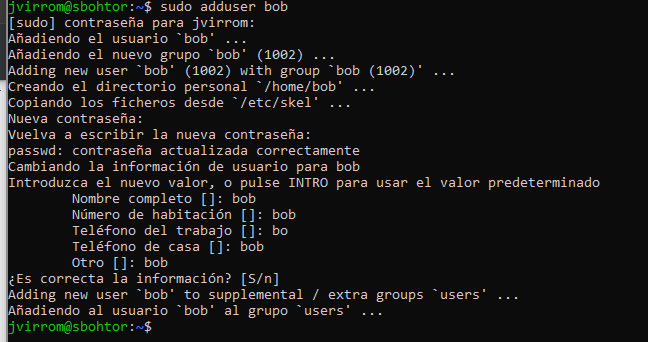 jvirrom@sbohtor:~$ sudo adduser bob
[sudo] contraseña para jvirrom:
Añadiendo el usuario `bob' ...
Añadiendo el nuevo grupo `bob' (1002) ...
Adding new user `bob' (1002) with group `bob (1002)' ...
Creando el directorio personal `/home/bob' ...
Copiando los ficheros desde `/etc/skel' ...
Nueva contraseña:
Vuelva a escribir la nueva contraseña:
passwd: contraseña actualizada correctamente
Cambiando la información de usuario para bob
Introduzca el nuevo valor, o pulse INTRO para usar el valor predeterminado
        Nombre completo []: bob
        Número de habitación []: bob
        Teléfono del trabajo []: bo
        Teléfono de casa []: bob
        Otro []: bob
¿Es correcta la información? [S/n]
Adding new user `bob' to supplemental / extra groups `users' ...
Añadiendo al usuario `bob' al grupo `users' ...
jvirrom@sbohtor:~$